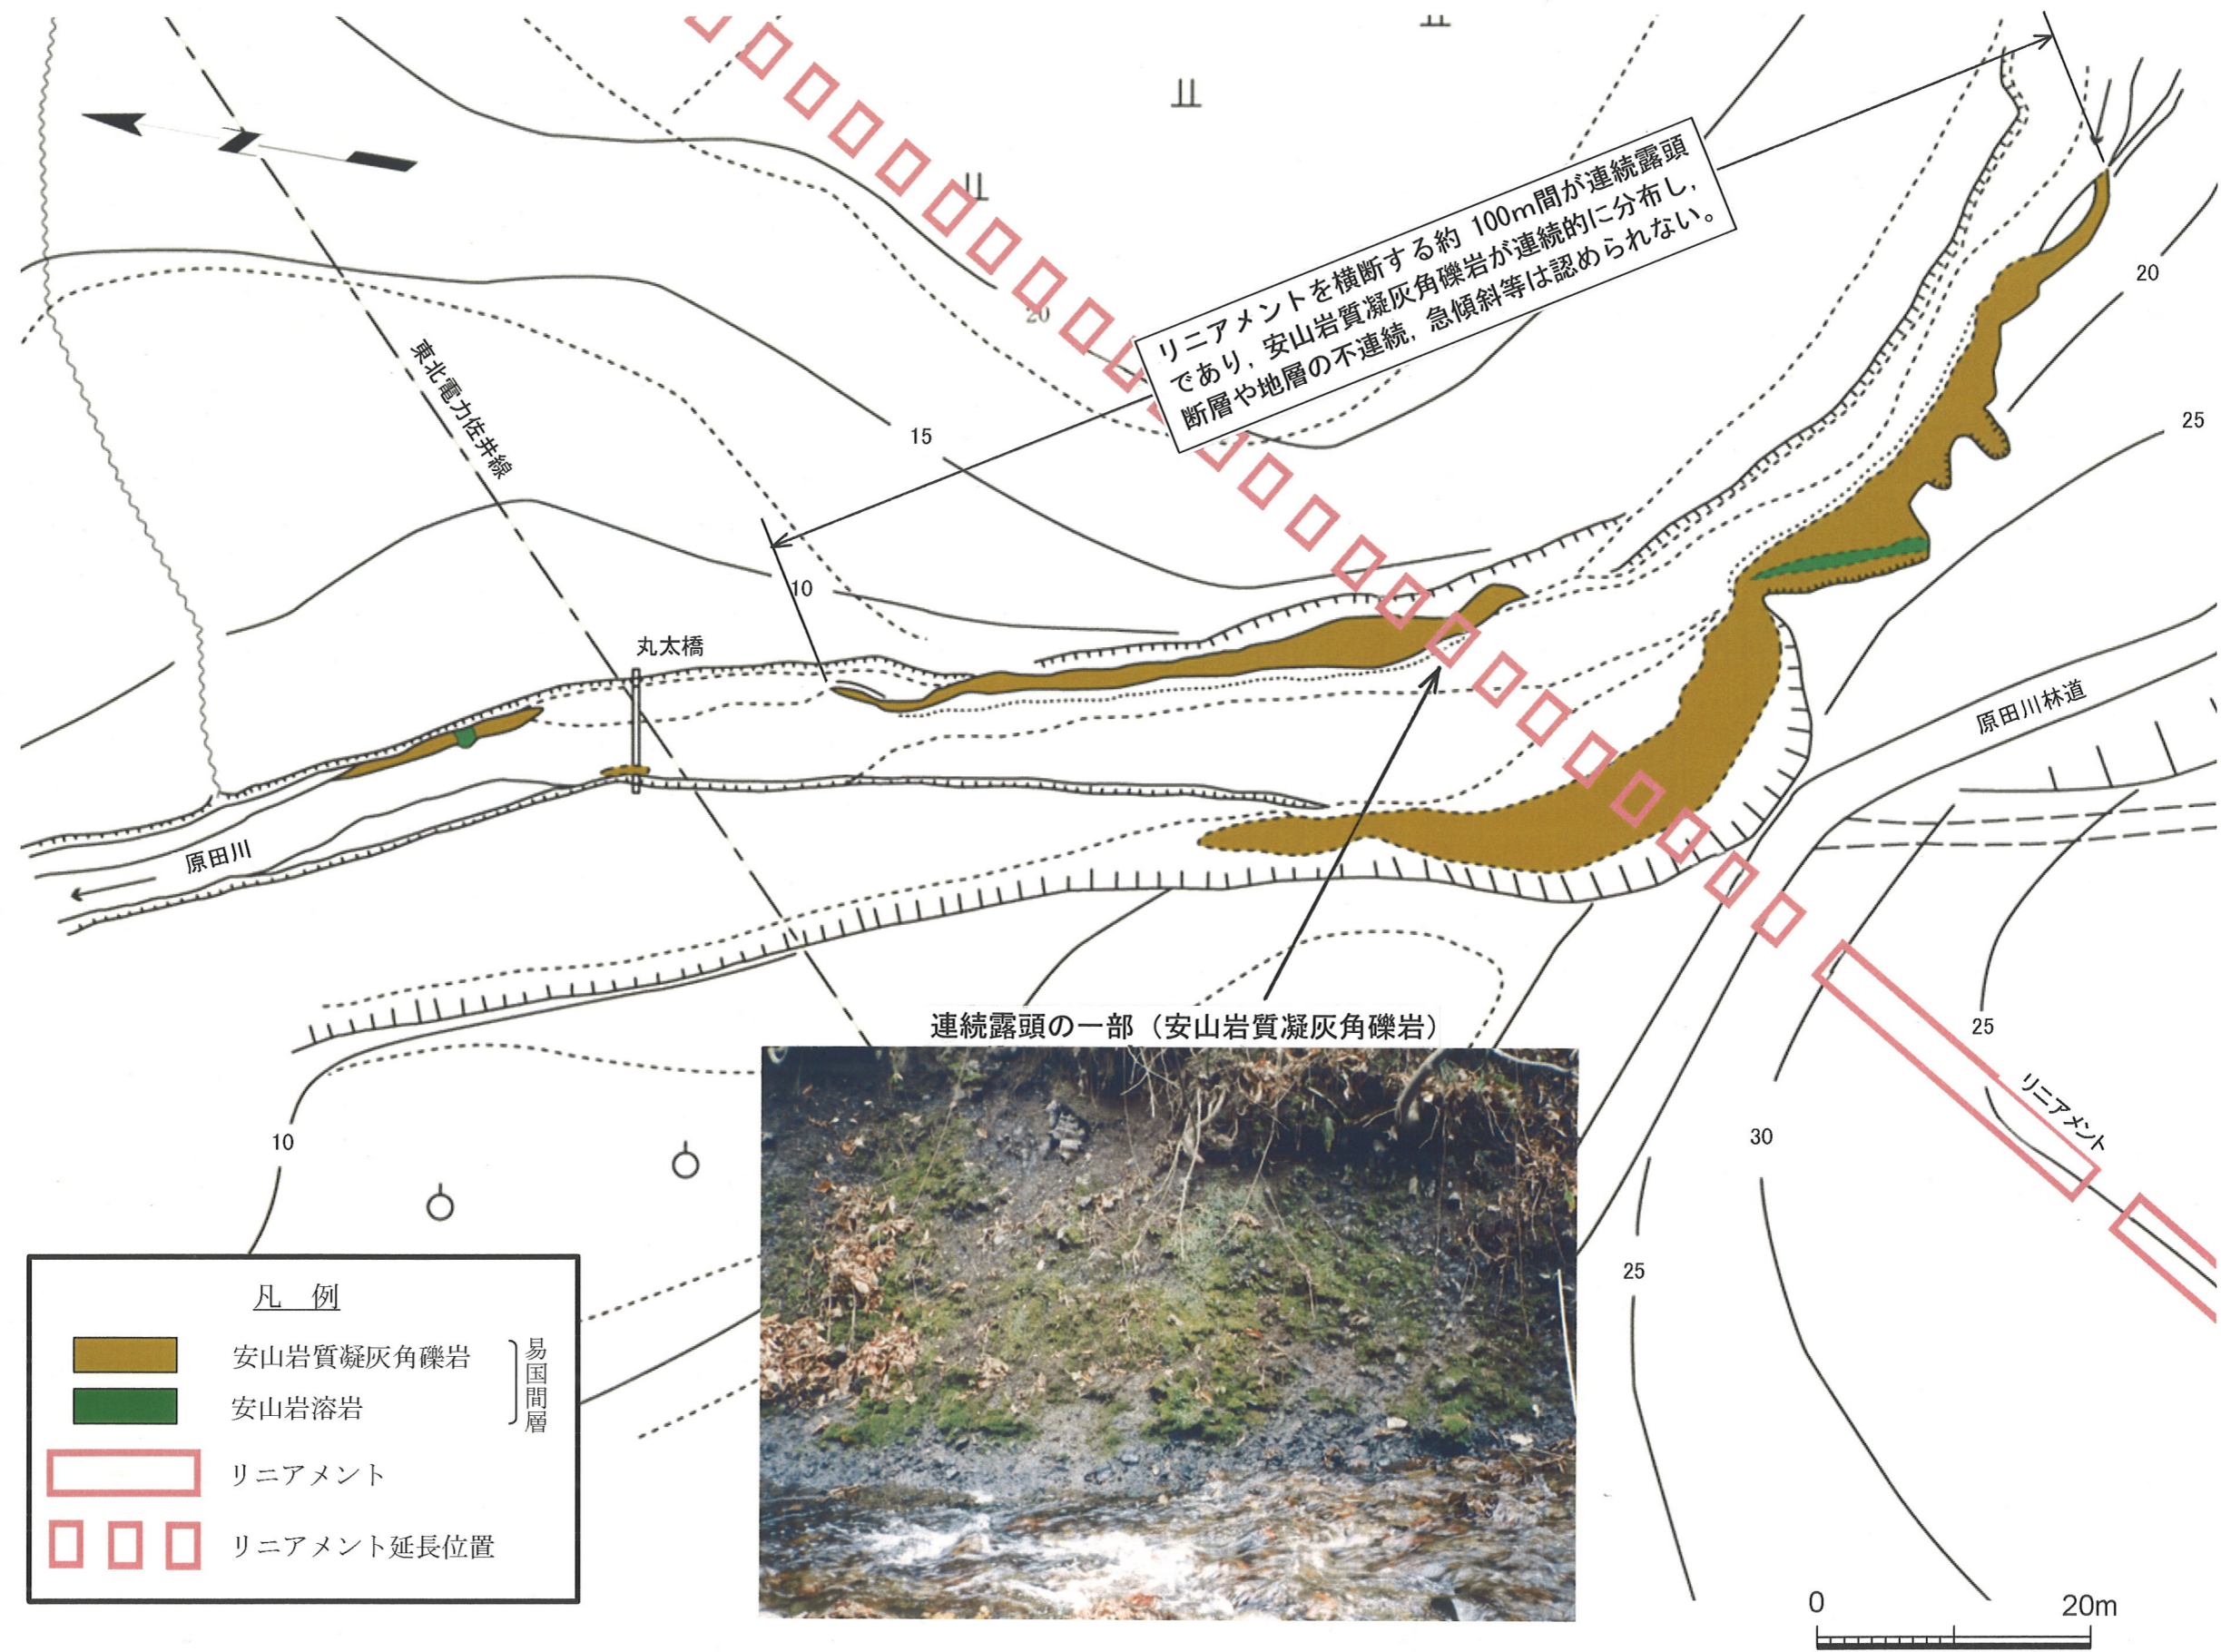 リニアメントを横断する約 100m間が連続露頭
であり，安山岩質凝灰角礫岩が連続的に分布し，
断層や地層の不連続，急傾斜等は認められない。
東北電力佐井線
20
20
15
25
10
丸太橋
原田川林道
原田川
連続露頭の一部（安山岩質凝灰角礫岩）
25
リニアメント
10
30
25
凡 例
安山岩質凝灰角礫岩
安山岩溶岩
易国間層
リニアメント
リニアメント延長位置
0 20m